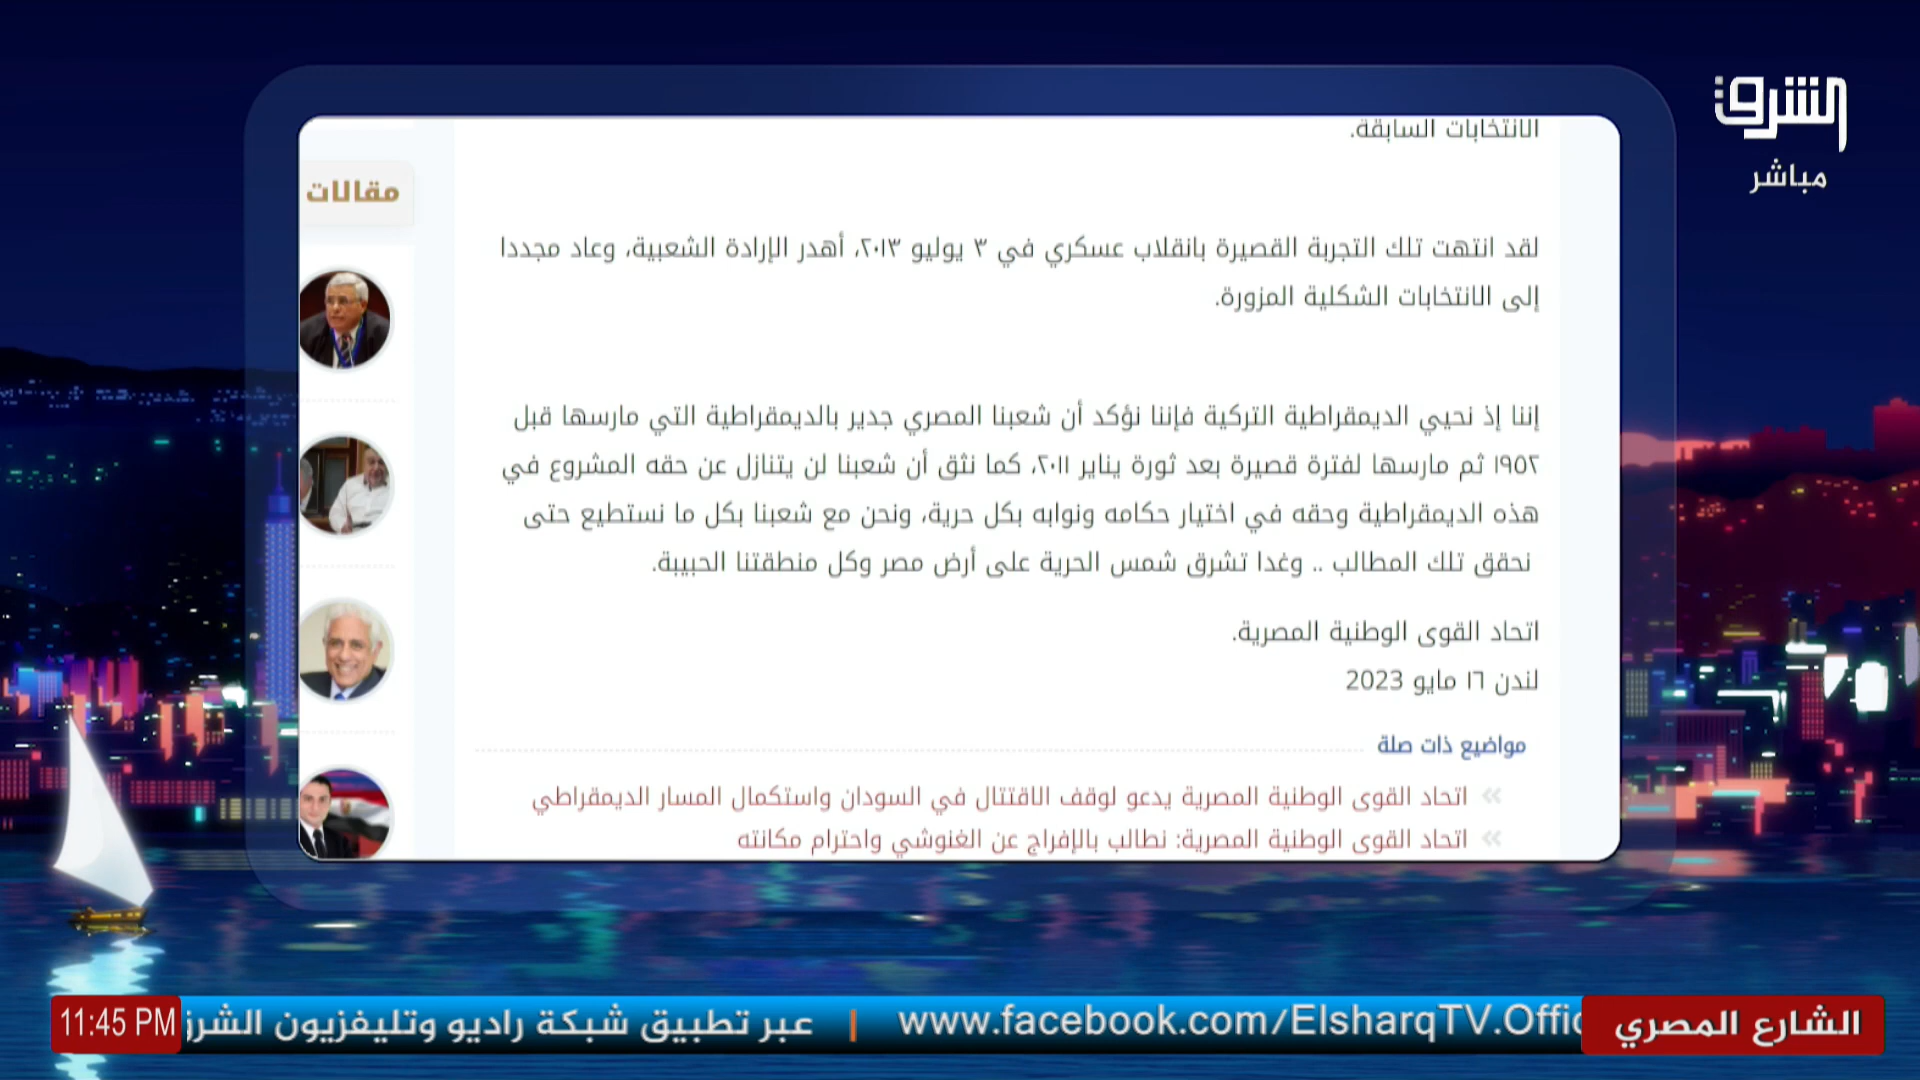 الشرق
مباشر
مقالات
الانتخابات السابقة.
لقد انتهت تلك التجربة القصيرة بانقلاب عسكري في ٣ يوليو ٢٠١٣، أهدر الإرادة الشعبية، وعاد مجددا
إلى الانتخابات الشكلية المزورة.
إننا إذ نحيي الديمقراطية التركية فإننا نؤكد أن شعبنا المصري جدير بالديمقراطية التي مارسها قبل
١٩٥٢ ثم مارسها لفترة قصيرة بعد ثورة يناير ٢٠١١، كما نثق أن شعبنا لن يتنازل عن حقه المشروع في
هذه الديمقراطية وحقه في اختيار حكامه ونوابه بكل حرية، ونحن مع شعبنا بكل ما نستطيع حتى
نحقق تلك المطالب .. وغدا تشرق شمس الحرية على أرض مصر وكل منطقتنا الحبيبة.
اتحاد القوى الوطنية المصرية.
لندن ١٦ مايو 2023
مواضيع ذات صلة
» اتحاد القوى الوطنية المصرية يدعو لوقف الاقتتال في السودان واستكمال المسار الديمقراطي
» اتحاد القوى الوطنية المصرية: نطالب بالإفراج عن الغنوشي واحترام مكانته
الشارع المصري
www.facebook.com/ElsharqTV.Offic | عبر تطبيق شبكة راديو وتليفزيون الشرق
11:45 PM